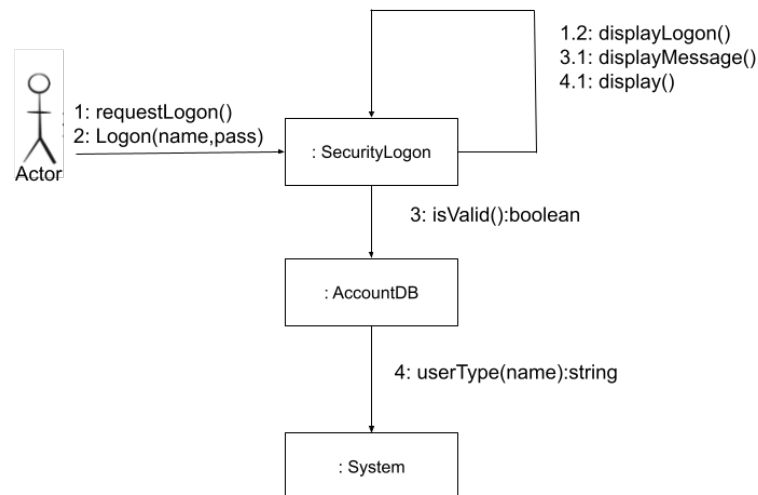 1.2: displayLogon()
3.1: displayMessage()
4.1: display()
1: requestLogon()
2: Logon(name,pass)
Actor
: SecurityLogon
3: isValid():boolean
: AccountDB
4: userType(name):string
: System